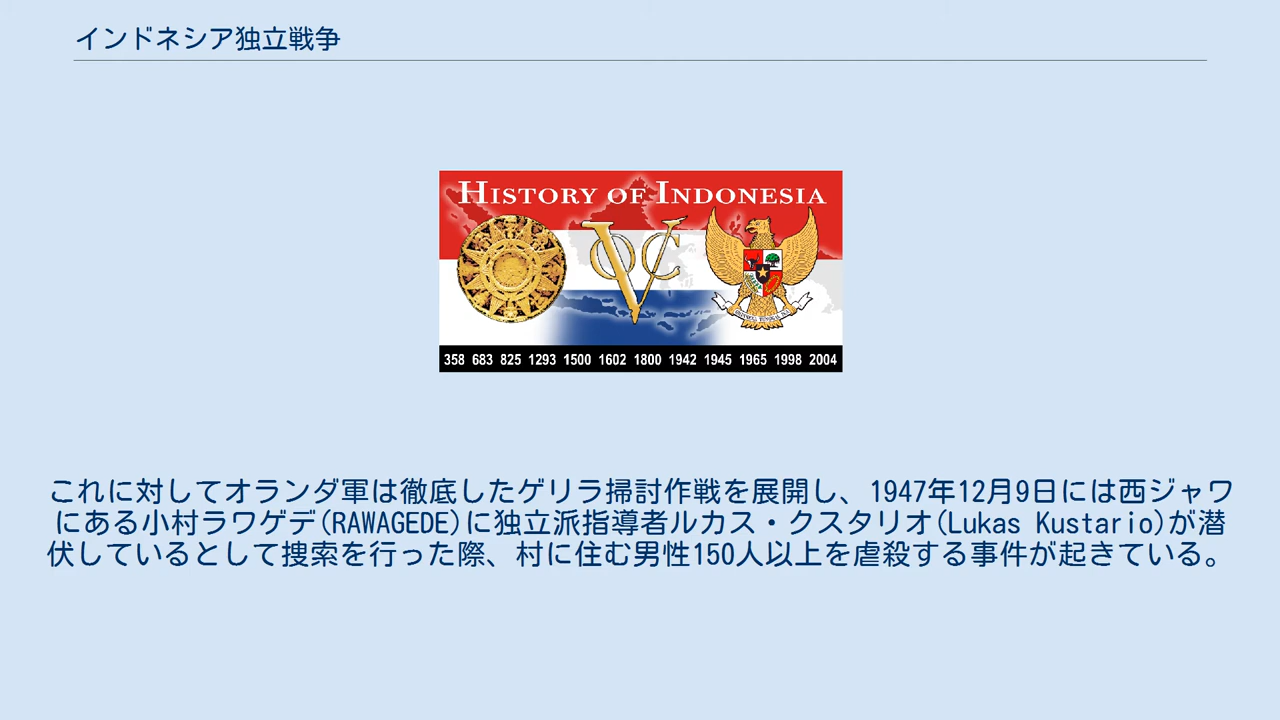 インドネシア独立戦争
HISTORY OF INDONESIA
VOC
358 683 825 1293 1500 1602 1800 1942 1945 1965 1998 2004
これに対してオランダ軍は徹底したゲリラ掃討作戦を展開し、1947年12月9日には西ジャワ
にある小村ラワゲデ(RAWAGEDE)に独立派指導者ルカス・クスタリオ(Lukas Kustario)が潜
伏しているとして捜索を行った際、村に住む男性150人以上を虐殺する事件が起きている。